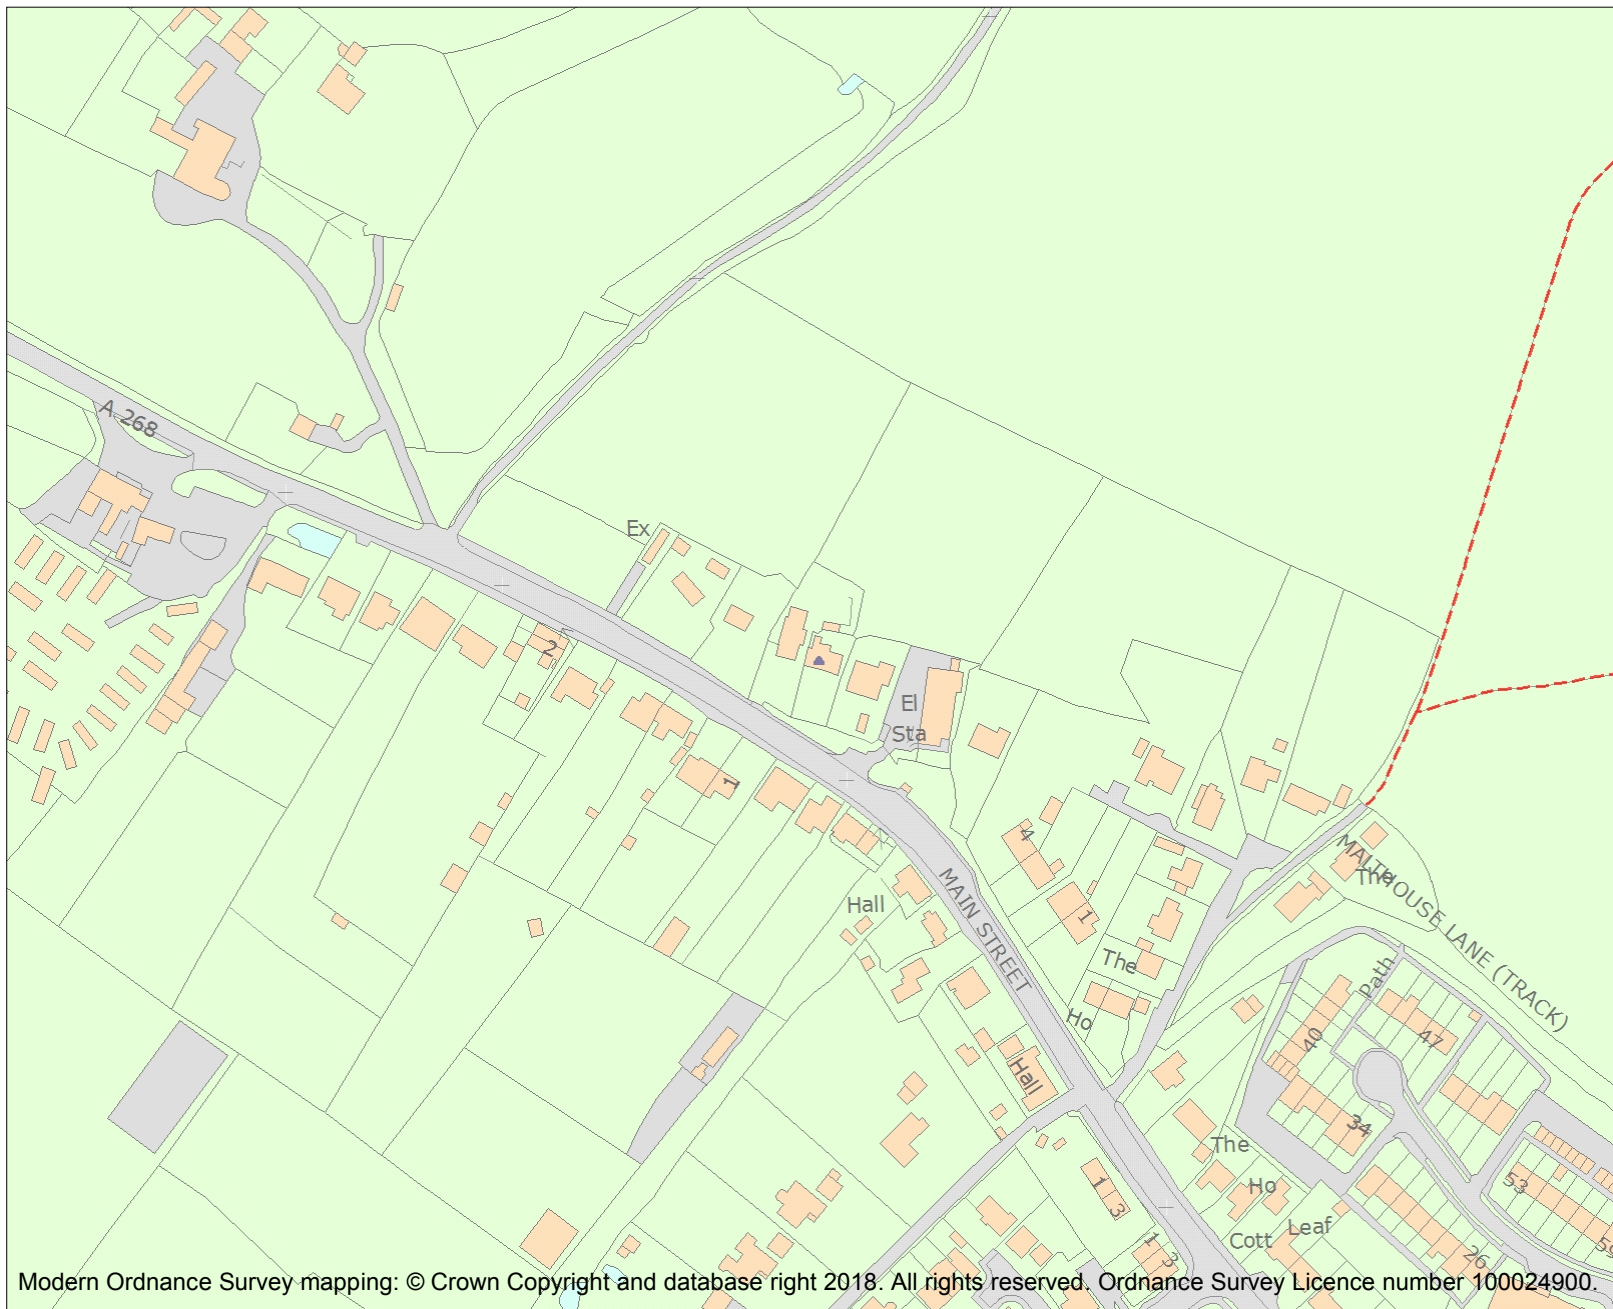 A 268
Ex
2
El
Sta
1
4
MALTHOUSE LANE (TRACK)
The
Hall
MAIN STREET
1
The
Path
Ho
40
47
Hall
34
The
1
3
53
Ho
Leaf
Cott
1
3
26
59
Modern Ordnance Survey mapping: © Crown Copyright and database right 2018. All rights reserved. Ordnance Survey Licence number 100024900.